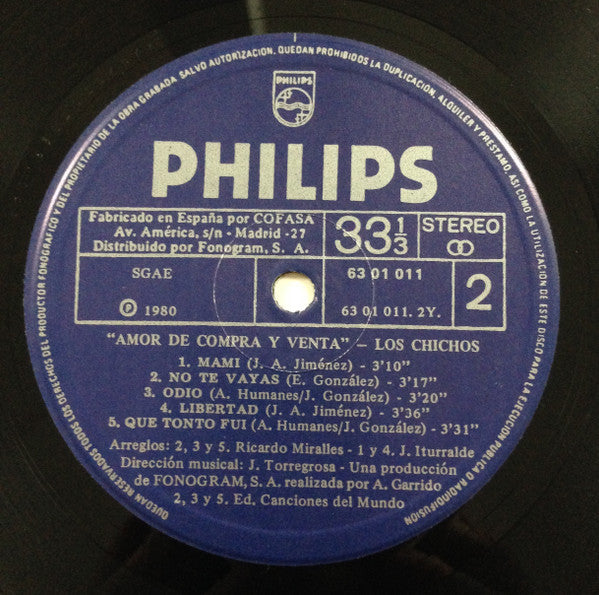 QUEDAN RESERVADOS TODOS LOS DERECHOS DEL PRODUCTOR FONOGRAFICO Y DEL PROPIETARIO DE LA OBRA GRABADA SALVO AUTORIZACION, QUEDAN PROHIBIDOS LA DUPLICACION, ALQUILER Y PRESTAMO, ASI COMO LA UTILIZACION DE ESTE DISCO PARA LA EJECUCION PUBLICA O RADIODIFUSION
PHILIPS
PHILIPS
Fabricado en España por COFASA
Av. América, s/n - Madrid -27
Distribuido por Fonogram, S. A.
33 1/3
STEREO
SGAE
℗ 1980
63 01 011
63 01 011. 2Y.
2
"AMOR DE COMPRA Y VENTA" - LOS CHICHOS
1. MAMI (J. A. Jiménez) - 3'10"
2. NO TE VAYAS (E. González) - 3'17"
3. ODIO (A. Humanes/J. González) - 3'20"
4. LIBERTAD (J. A. Jiménez) - 3'36"
5. QUE TONTO FUI (A. Humanes/J. González) - 3'31"
Arreglos: 2, 3 y 5. Ricardo Miralles - 1 y 4. J. Iturralde
Dirección musical: J. Torregrosa - Una producción
de FONOGRAM, S. A. realizada por A. Garrido
2, 3 y 5. Ed. Canciones del Mundo